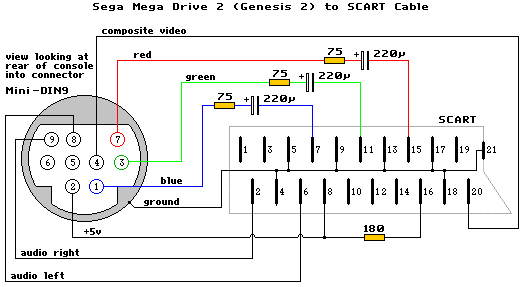 Sega Mega Drive 2 (Genesis 2) to SCART Cable
composite video
view looking at
rear of console
into connector
Mini-DIN9
red
75
220µ
green
75
220µ
75
220µ
SCART
9
8
7
6
5
4
3
2
1
1
3
5
7
9
11
13
15
17
19
21
2
4
6
8
10
12
14
16
18
20
blue
ground
+5v
180
audio right
audio left